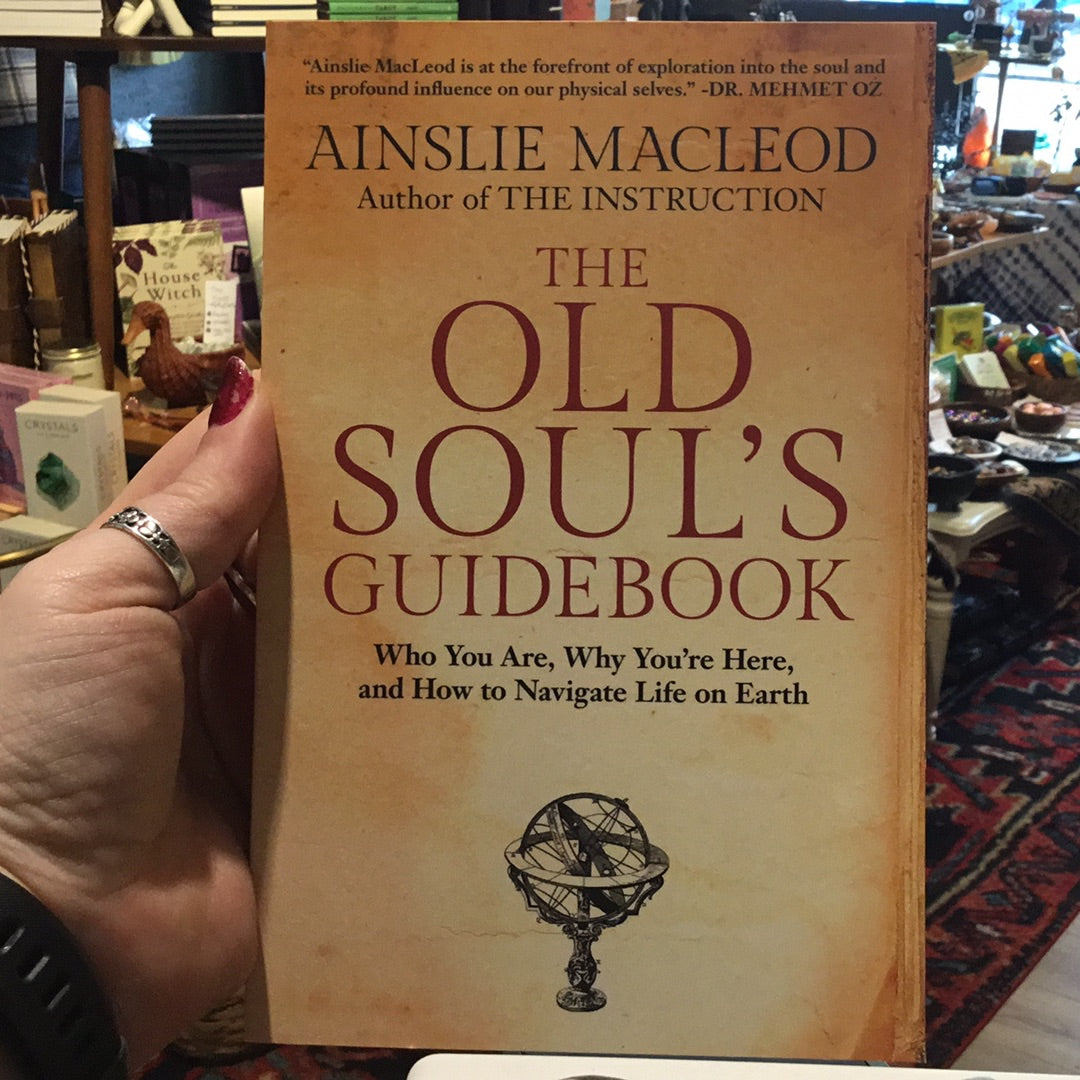 "Ainslie MacLeod is at the forefront of exploration into the soul and
its profound influence on our physical selves." -DR. MEHMET OZ
AINSLIE MACLEOD
Author of THE INSTRUCTION
THE
OLD
SOUL'S
GUIDEBOOK
Who You Are, Why You're Here,
and How to Navigate Life on Earth
The
House
Witch
CRYSTALS